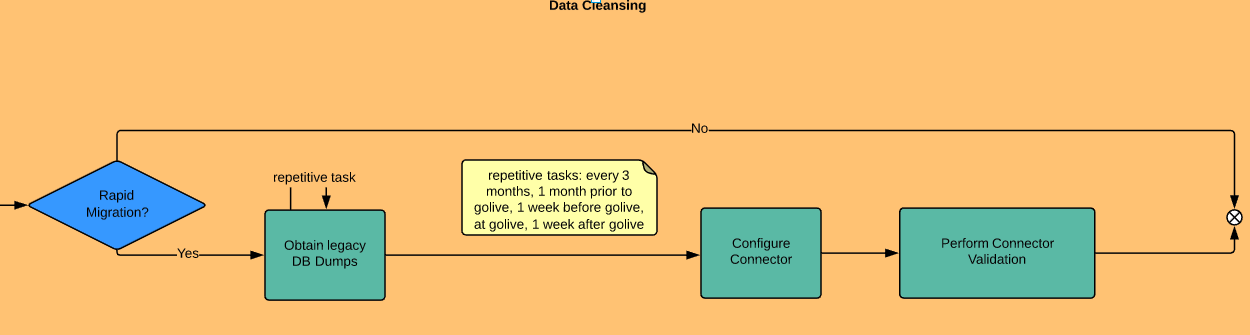 Data Cleansing
No
Rapid
Migration?
Yes
repetitive task
Obtain legacy
DB Dumps
repetitive tasks: every 3
months, 1 month prior to
golive, 1 week before golive,
at golive, 1 week after golive
Configure
Connector
Perform Connector
Validation